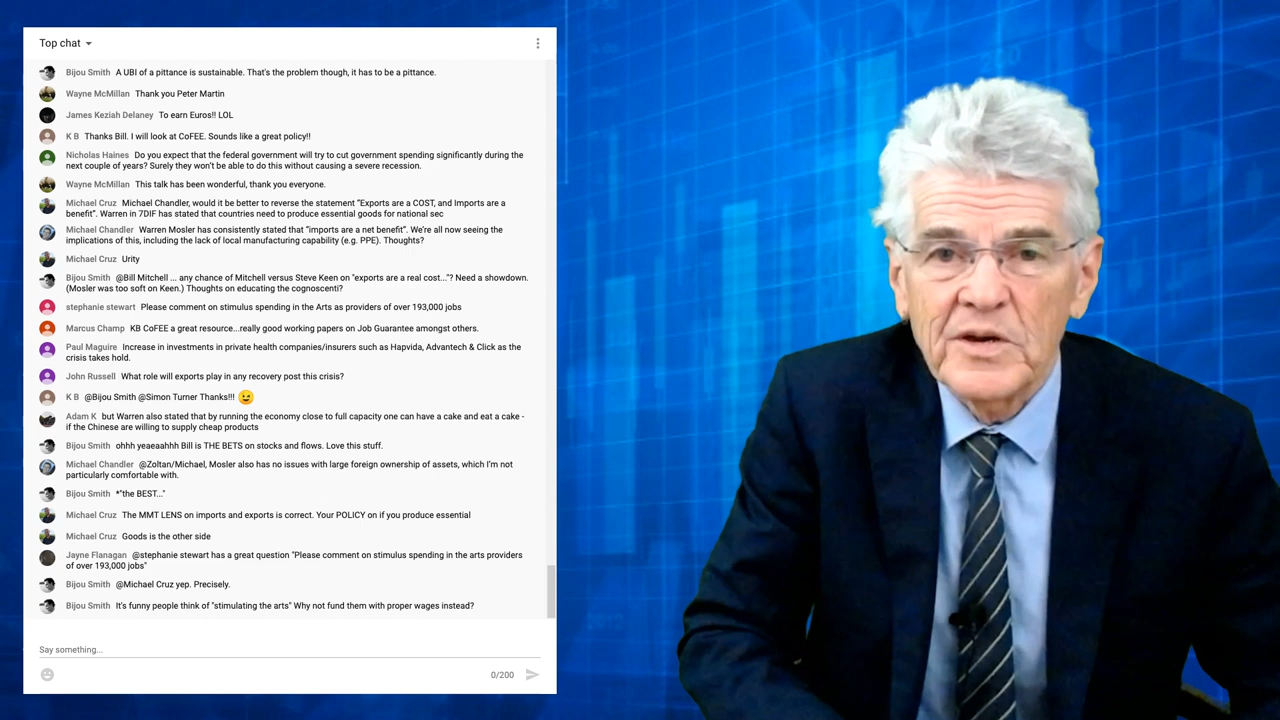 Top chat
Bijou Smith A UBI of a pittance is sustainable. That's the problem though, it has to be a pittance.
Wayne McMillan Thank you Peter Martin
James Keziah Delaney To earn Euros!! LOL
K B Thanks Bill. I will look at CoFEE. Sounds like a great policy!!
Nicholas Haines Do you expect that the federal government will try to cut government spending significantly during the
next couple of years? Surely they won't be able to do this without causing a severe recession.
Wayne McMillan This talk has been wonderful, thank you everyone.
Michael Cruz Michael Chandler, would it be better to reverse the statement “Exports are a COST, and Imports are a
benefit”. Warren in 7DIF has stated that countries need to produce essential goods for national sec
Michael Chandler Warren Mosler has consistently stated that “imports are a net benefit”. We’re all now seeing the
implications of this, including the lack of local manufacturing capability (e.g. PPE). Thoughts?
Michael Cruz Urity
Bijou Smith @Bill Mitchell ... any chance of Mitchell versus Steve Keen on "exports are a real cost..."? Need a showdown.
(Mosler was too soft on Keen.) Thoughts on educating the cognoscenti?
stephanie stewart Please comment on stimulus spending in the Arts as providers of over 193,000 jobs
Marcus Champ KB CoFEE a great resource...really good working papers on Job Guarantee amongst others.
Paul Maguire Increase in investments in private health companies/insurers such as Hapvida, Advantech & Click as the
crisis takes hold.
John Russell What role will exports play in any recovery post this crisis?
K B @Bijou Smith @Simon Turner Thanks!!! 😉
Adam K but Warren also stated that by running the economy close to full capacity one can have a cake and eat a cake -
if the Chinese are willing to supply cheap products
Bijou Smith ohhh yeaeaahhh Bill is THE BETS on stocks and flows. Love this stuff.
Michael Chandler @Zoltan/Michael, Mosler also has no issues with large foreign ownership of assets, which I’m not
particularly comfortable with.
Bijou Smith *"the BEST..."
Michael Cruz The MMT LENS on imports and exports is correct. Your POLICY on if you produce essential
Michael Cruz Goods is the other side
Jayne Flanagan @stephanie stewart has a great question "Please comment on stimulus spending in the arts providers
of over 193,000 jobs"
Bijou Smith @Michael Cruz yep. Precisely.
Bijou Smith It's funny people think of "stimulating the arts" Why not fund them with proper wages instead?
Say something...
0/200